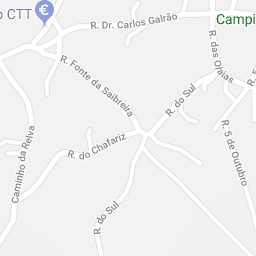 o CTT
R. Dr. Carlos Galrão
Campi
R. das Olaias
R. Fonte da Saibreira
R. do Sul
R. do Chafariz
R. 5 de Outubro
Caminho da Relva
R. do Sul